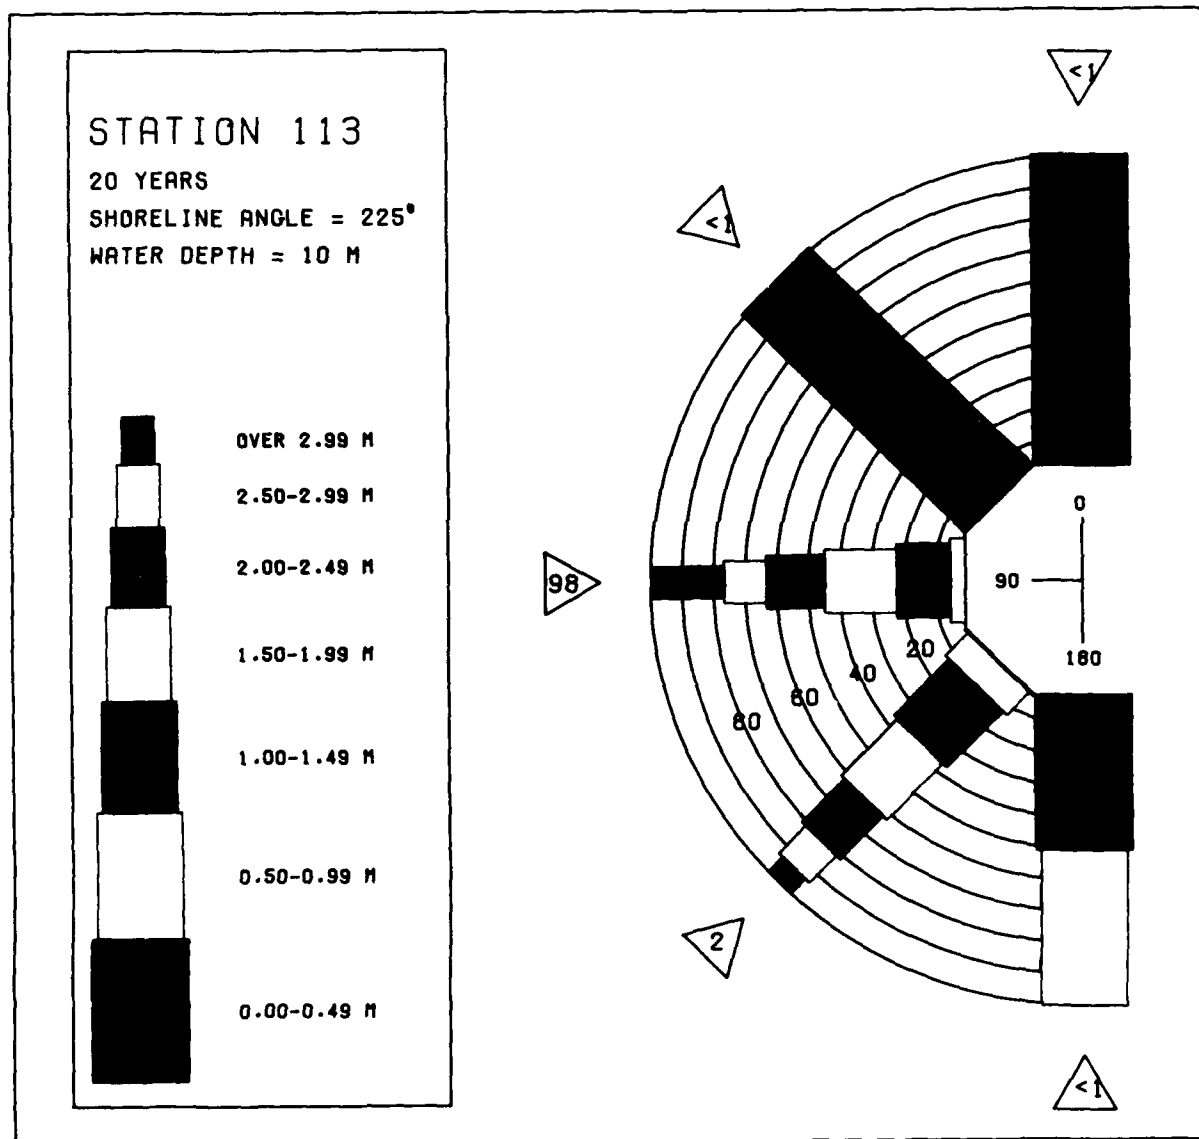 STATION 113
20 YEARS
SHORELINE ANGLE = 225°
WATER DEPTH = 10 M
OVER 2.99 M
2.50-2.99 M
2.00-2.49 M
1.50-1.99 M
1.00-1.49 M
0.50-0.99 M
0.00-0.49 M
<1
<1
98
2
<1
0
90
180
20
40
60
80